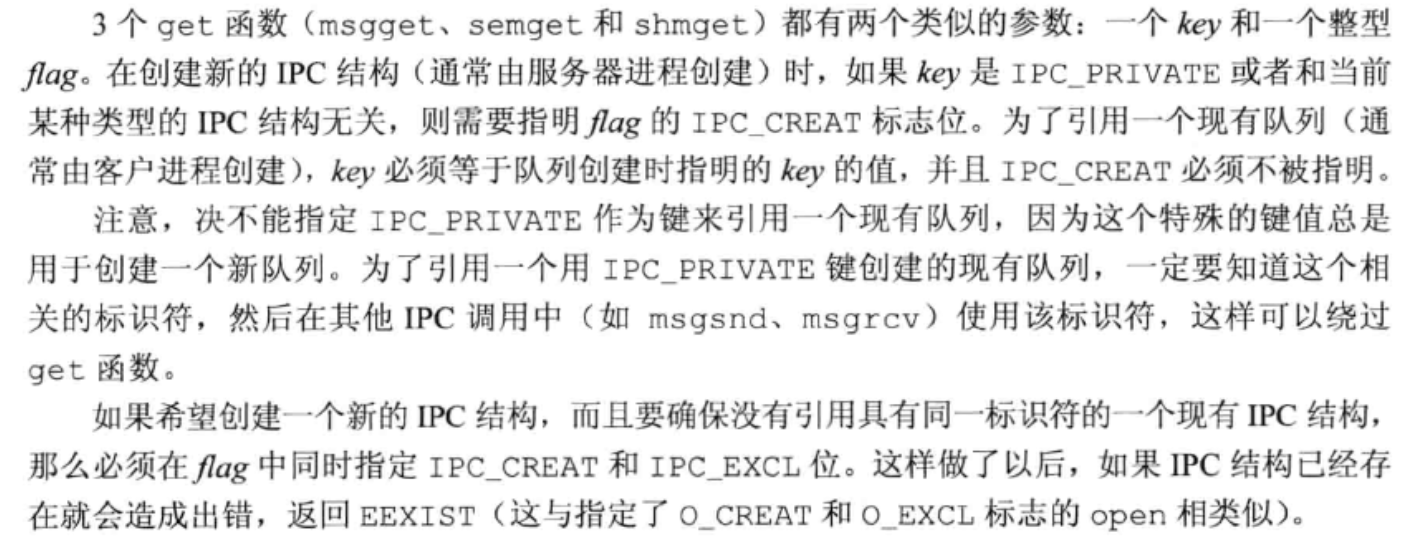 3 个 get 函数（msgget、semget 和 shmget）都有两个类似的参数：一个 key 和一个整型
flag。在创建新的 IPC 结构（通常由服务器进程创建）时，如果 key 是 IPC_PRIVATE 或者和当前
某种类型的 IPC 结构无关，则需要指明 flag 的 IPC_CREAT 标志位。为了引用一个现有队列（通
常由客户进程创建），key 必须等于队列创建时指明的 key 的值，并且 IPC_CREAT 必须不被指明。
注意，决不能指定 IPC_PRIVATE 作为键来引用一个现有队列，因为这个特殊的键值总是
用于创建一个新队列。为了引用一个用 IPC_PRIVATE 键创建的现有队列，一定要知道这个相
关的标识符，然后在其他 IPC 调用中（如 msgsnd、msgrcv）使用该标识符，这样可以绕过
get 函数。
如果希望创建一个新的 IPC 结构，而且要确保没有引用具有同一标识符的一个现有 IPC 结构，
那么必须在 flag 中同时指定 IPC_CREAT 和 IPC_EXCL 位。这样做了以后，如果 IPC 结构已经存
在就会造成出错，返回 EEXIST（这与指定了 O_CREAT 和 O_EXCL 标志的 open 相类似）。